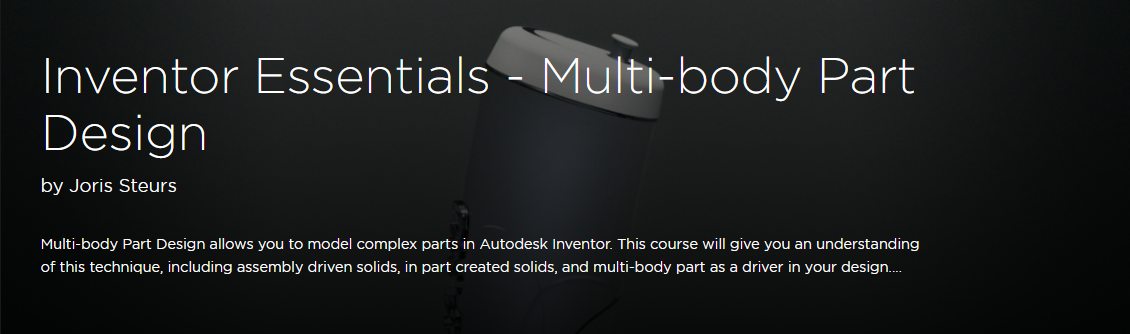 Inventor Essentials - Multi-body Part
Design
by Joris Steurs
Multi-body Part Design allows you to model complex parts in Autodesk Inventor. This course will give you an understanding
of this technique, including assembly driven solids, in part created solids, and multi-body part as a driver in your design....